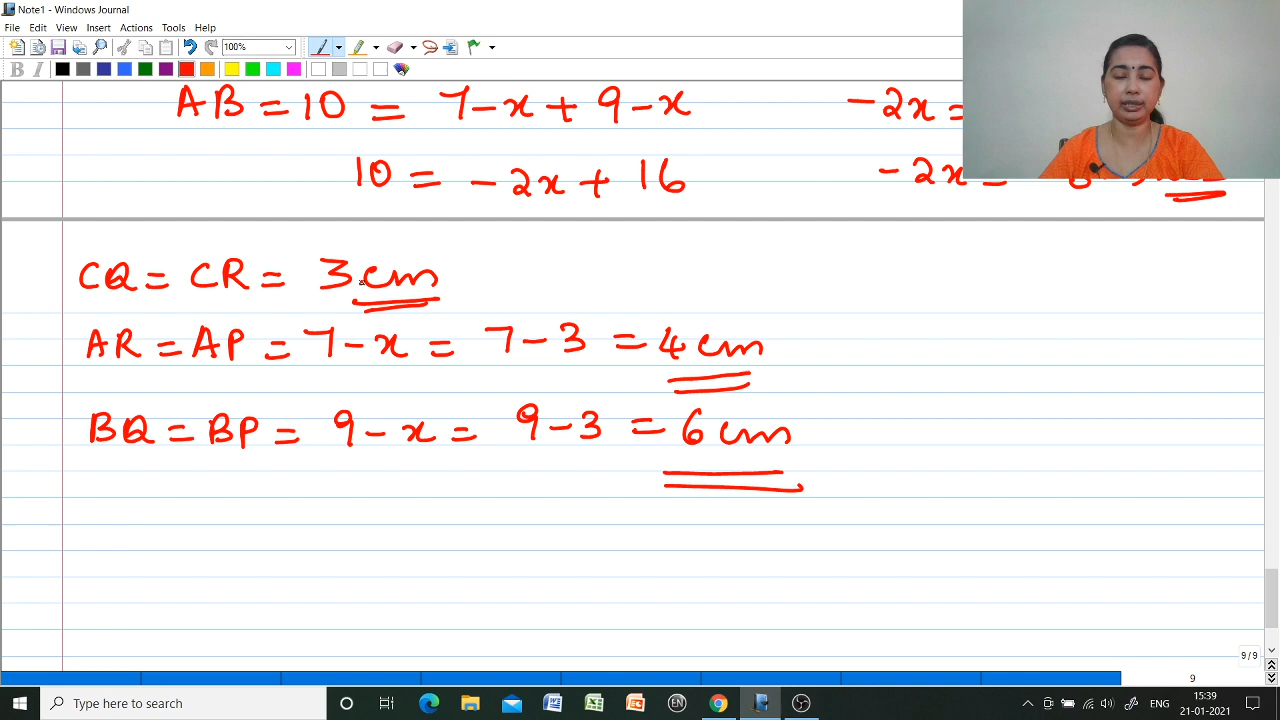 Note1 - Windows Journal
File Edit View Insert Actions Tools Help
100%
B I
AB = 10 = 7-x + 9-x
-2x =
10 = -2x + 16
-2x =
CQ = CR = 3cm
AR = AP = 7-x = 7-3 = 4cm
BQ = BP = 9-x = 9-3 = 6cm
9/9
9
Type here to search
EN
ENG
15:39
21-01-2021